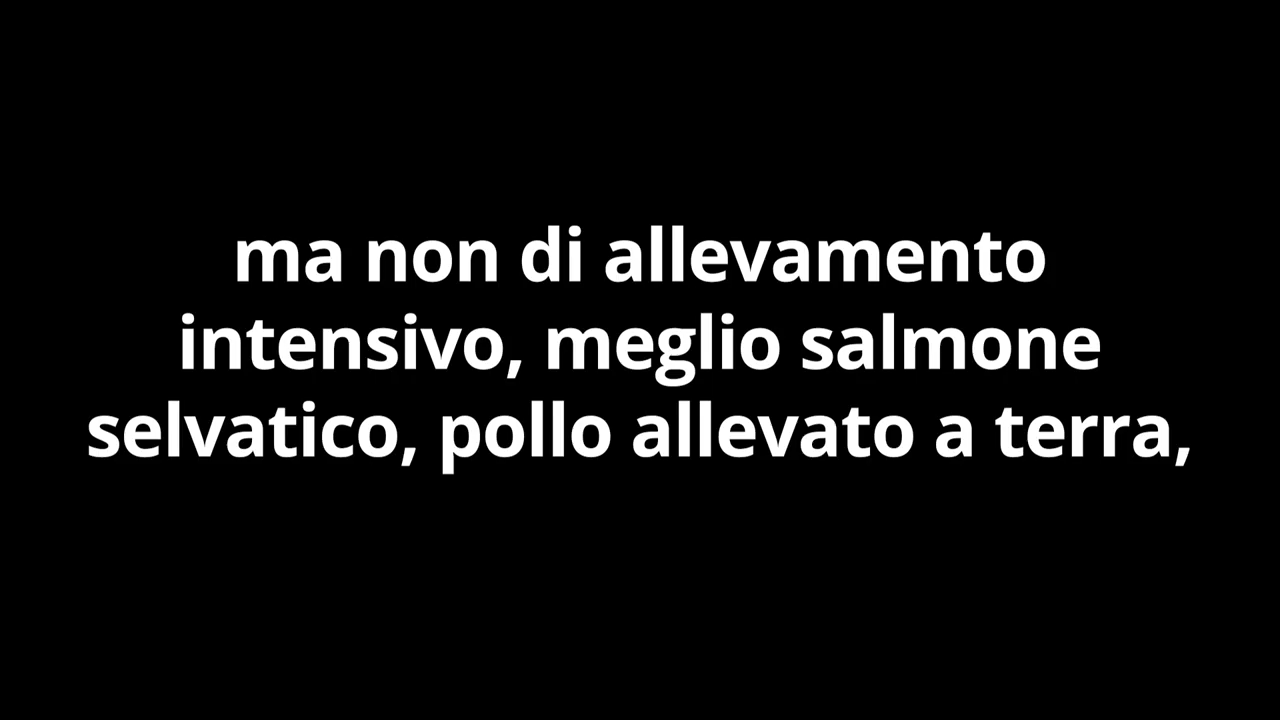 ma non di allevamento
intensivo, meglio salmone
selvatico, pollo allevato a terra,